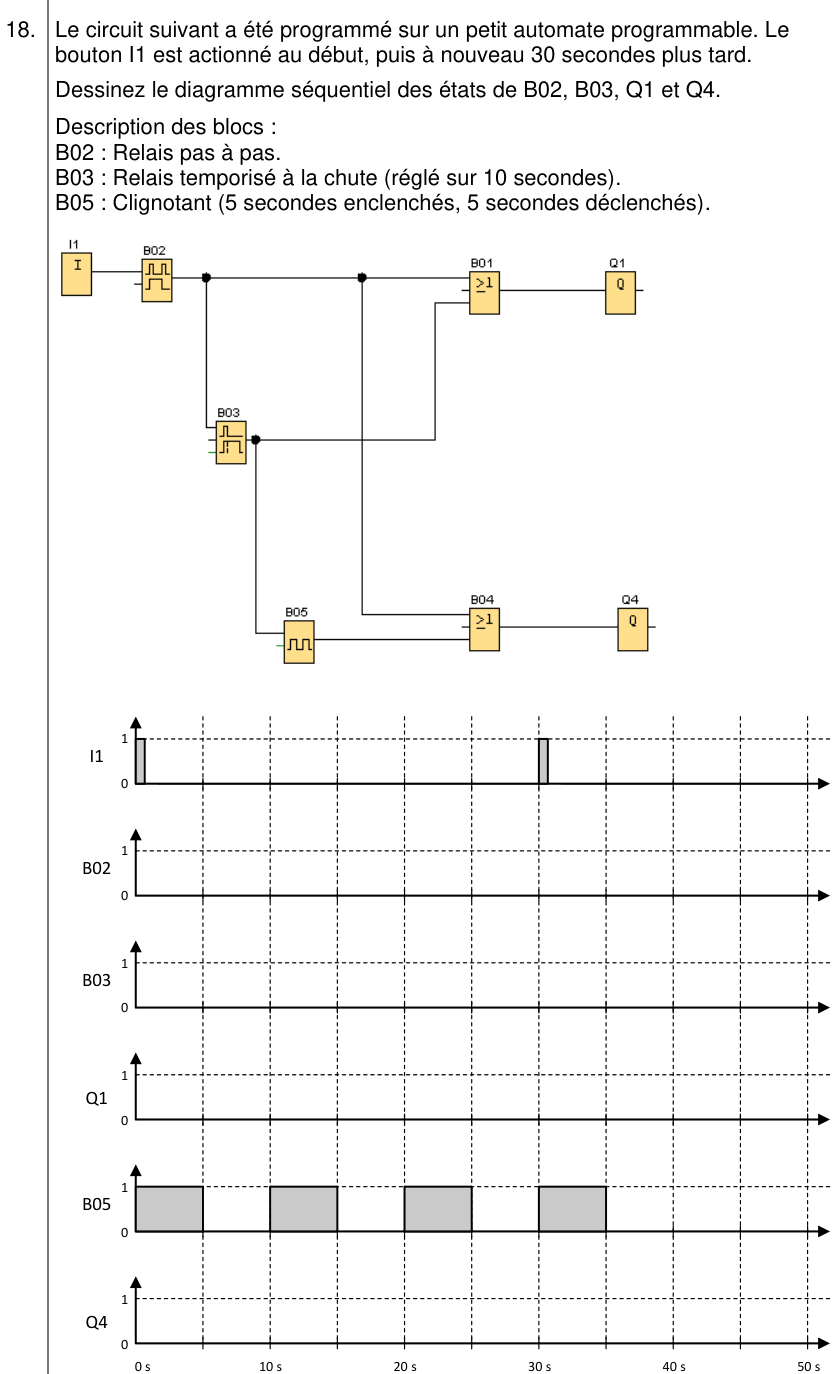 18. Le circuit suivant a été programmé sur un petit automate programmable. Le
bouton I1 est actionné au début, puis à nouveau 30 secondes plus tard.
Dessinez le diagramme séquentiel des états de B02, B03, Q1 et Q4.
Description des blocs :
B02 : Relais pas à pas.
B03 : Relais temporisé à la chute (réglé sur 10 secondes).
B05 : Clignotant (5 secondes enclenchés, 5 secondes déclenchés).
I1
I
B02
B01
>1
Q1
Q
B03
B05
B04
>1
Q4
Q
1
I1
0
1
B02
0
1
B03
0
1
Q1
0
1
B05
0
1
Q4
0
0 s 10 s 20 s 30 s 40 s 50 s